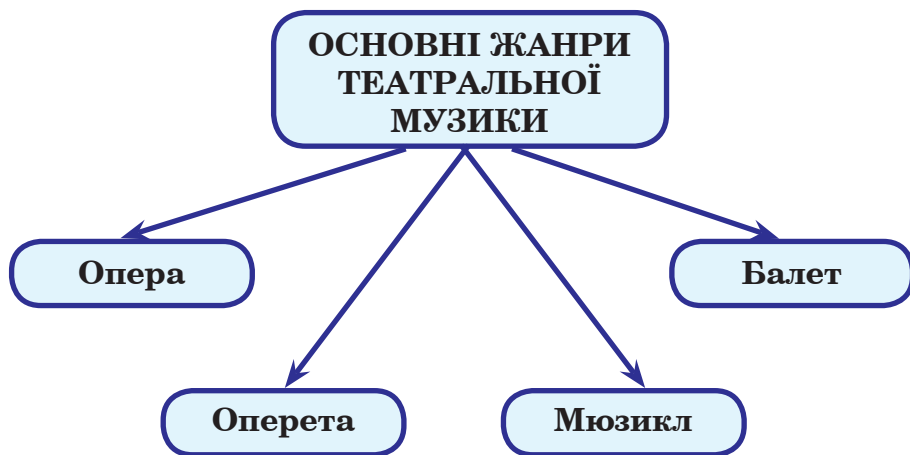 ОСНОВНІ ЖАНРИ
ТЕАТРАЛЬНОЇ
МУЗИКИ
Опера
Балет
Оперета
Мюзикл